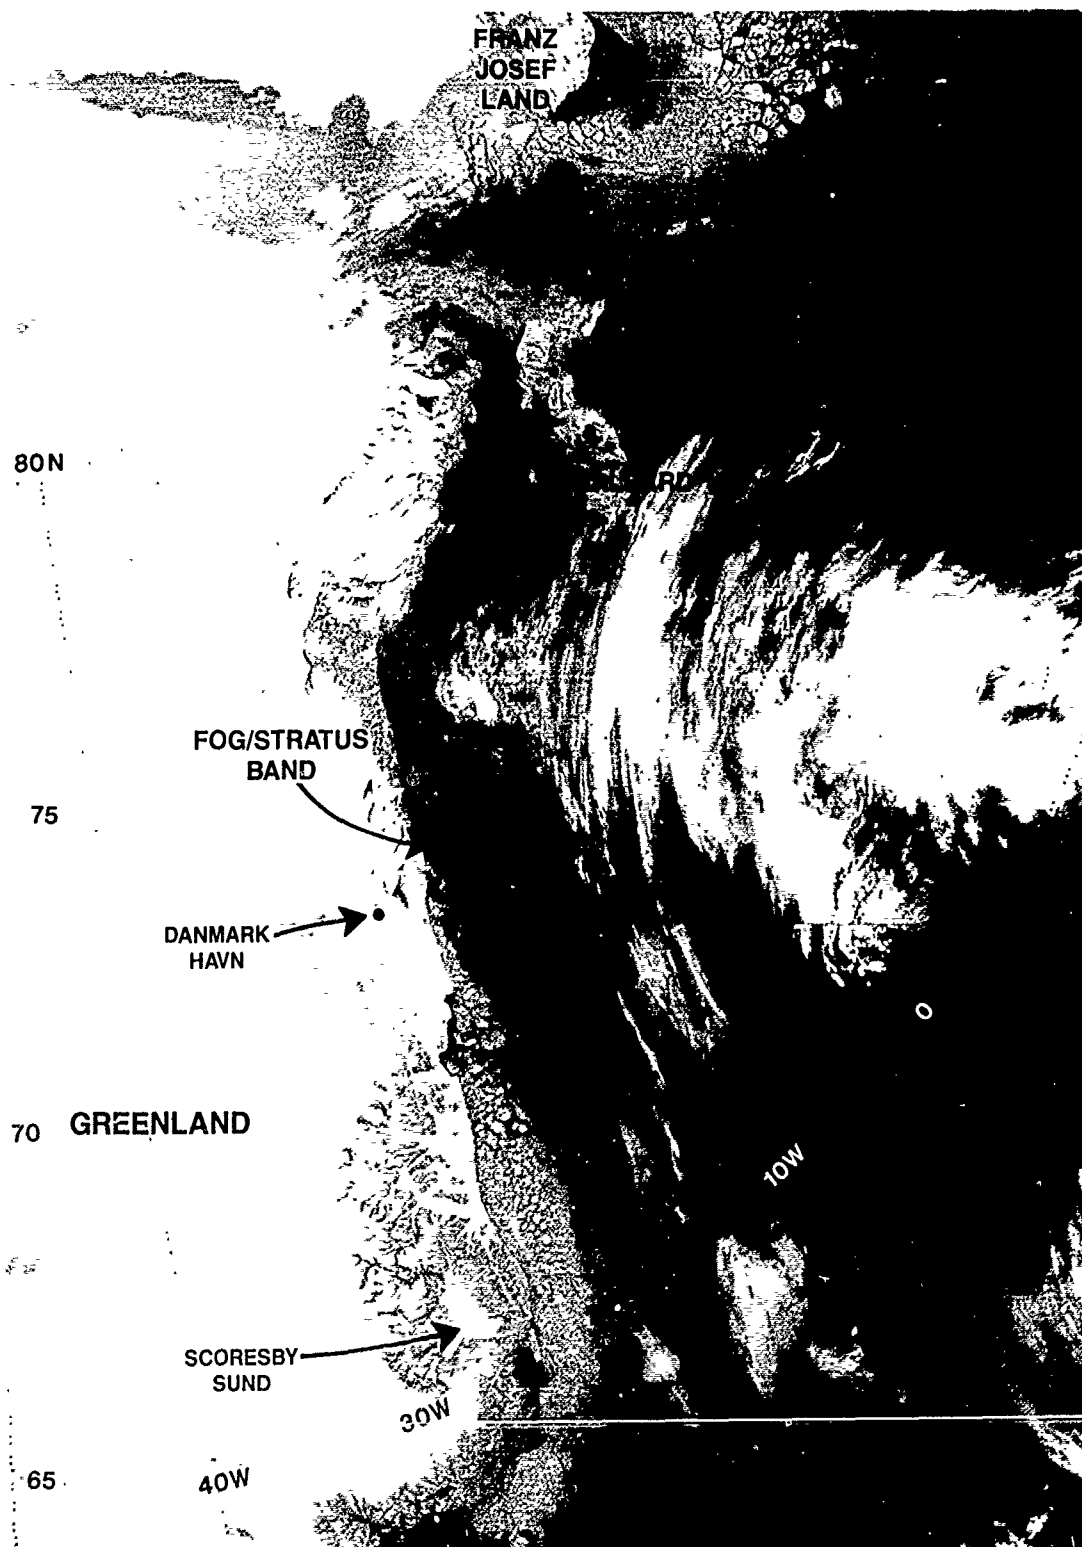 FRANZ
JOSEF
LAND
80N
FOG/STRATUS
BAND
75
DANMARK
HAVN
0
70
GREENLAND
10W
SCORESBY
SUND
30W
40W
65